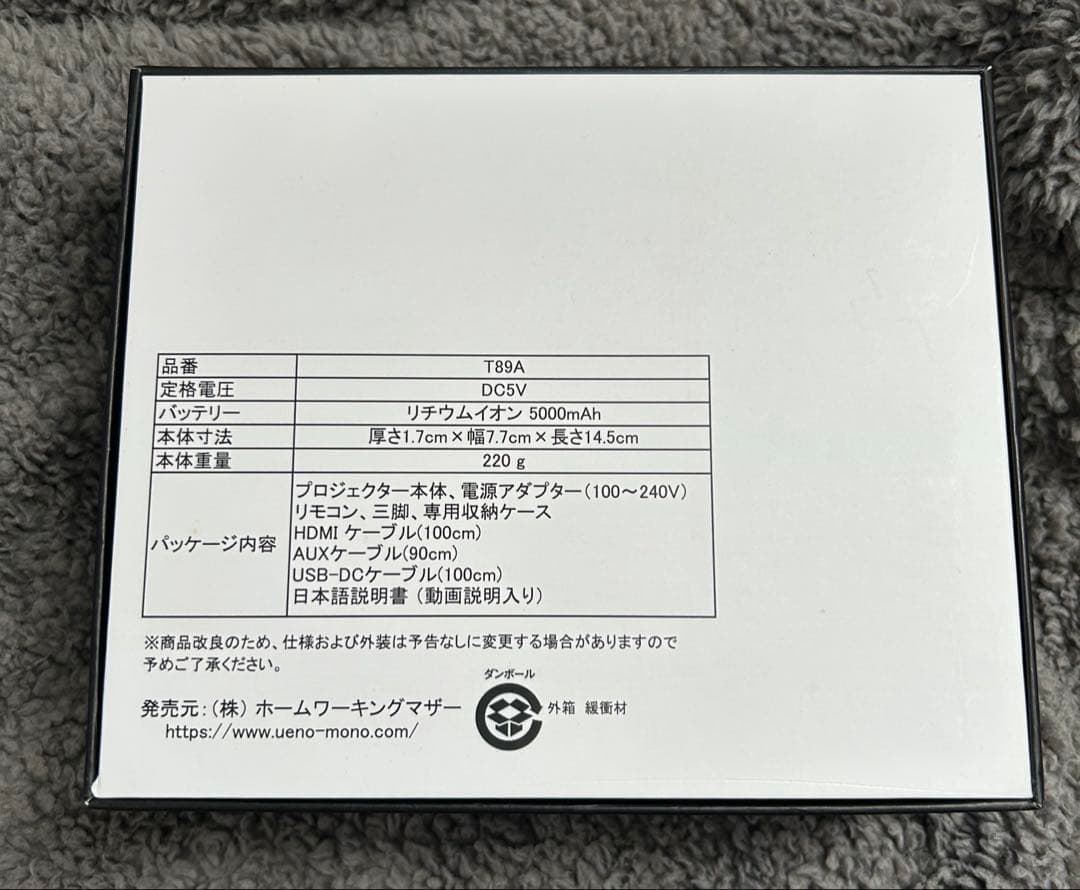 品番 T89A
定格電圧 DC5V
バッテリー リチウムイオン 5000mAh
本体寸法 厚さ1.7cm×幅7.7cm×長さ14.5cm
本体重量 220 g
パッケージ内容
プロジェクター本体、電源アダプター(100～240V)
リモコン、三脚、専用収納ケース
HDMI ケーブル(100cm)
AUXケーブル(90cm)
USB-DCケーブル(100cm)
日本語説明書 (動画説明入り)
※商品改良のため、仕様および外装は予告なしに変更する場合がありますので
予めご了承ください。
発売元:(株) ホームワーキングマザー
https://www.ueno-mono.com/
ダンボール
外箱 緩衝材